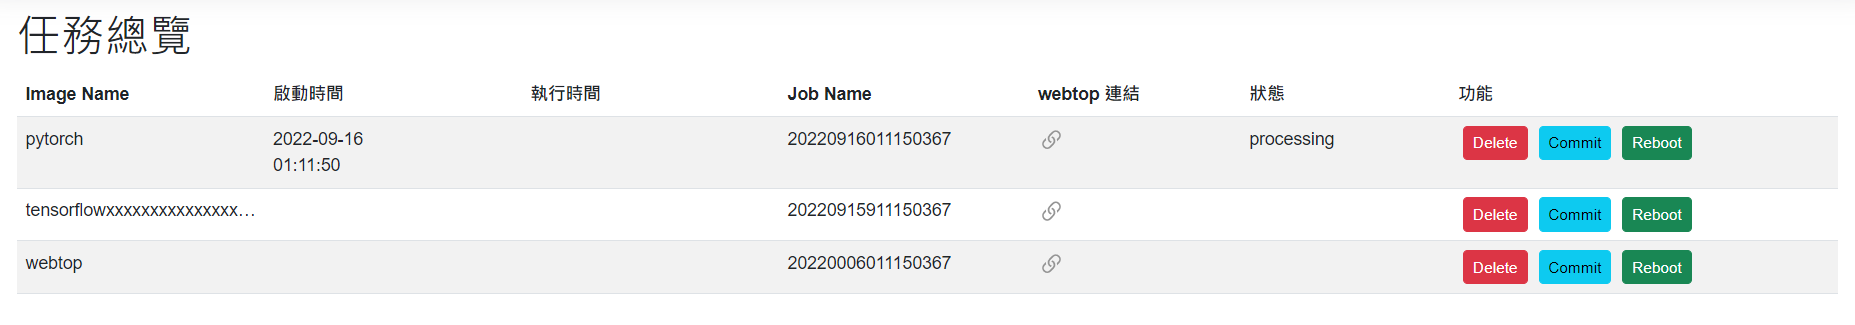 任務總覽
Image Name 啟動時間 執行時間 Job Name webtop 連結 狀態 功能
pytorch 2022-09-16 20220916011150367 processing Delete Commit Reboot
01:11:50
tensorflowxxxxxxxxxxxxxxx… 20220915911150367 Delete Commit Reboot
webtop 20220006011150367 Delete Commit Reboot